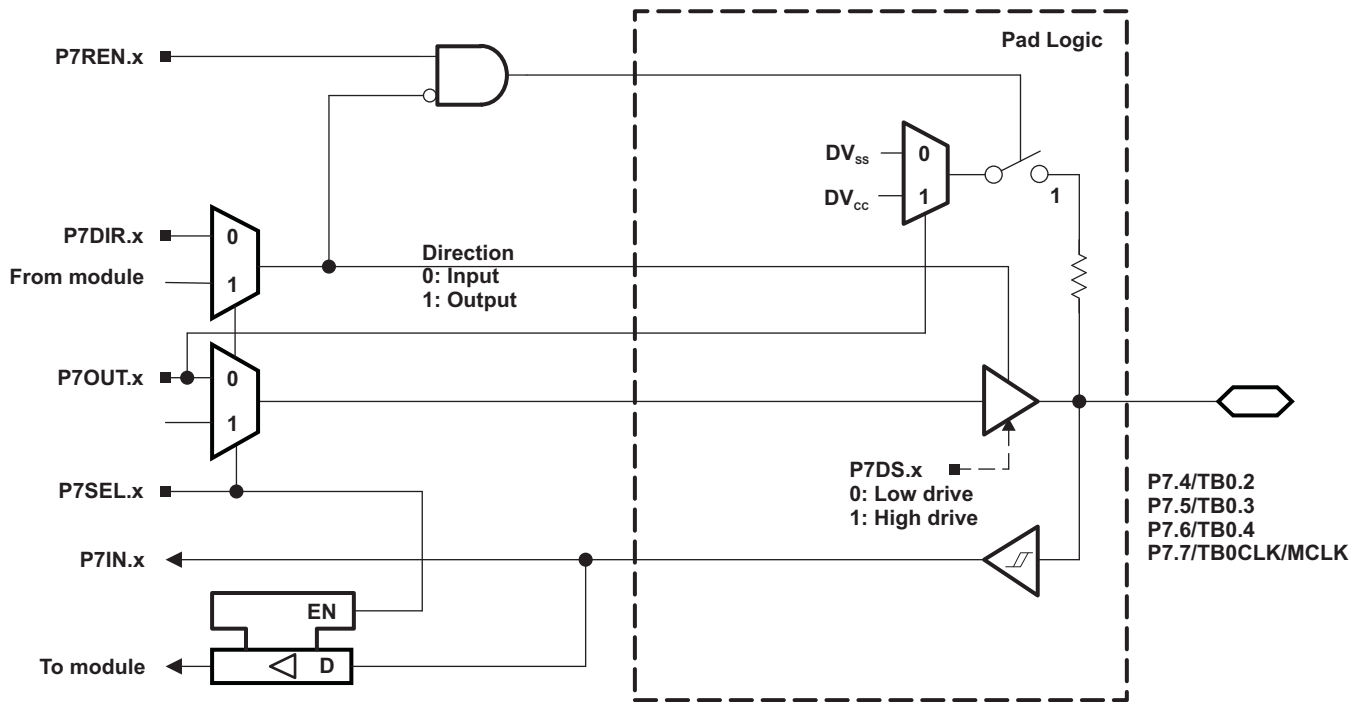 Pad Logic
P7REN.x
DVSS
0
DVCC
1
1
P7DIR.x
0
From module
1
Direction
0: Input
1: Output
P7OUT.x
0
1
P7DS.x
0: Low drive
1: High drive
P7SEL.x
P7.4/TB0.2
P7.5/TB0.3
P7.6/TB0.4
P7.7/TB0CLK/MCLK
P7IN.x
EN
To module
D